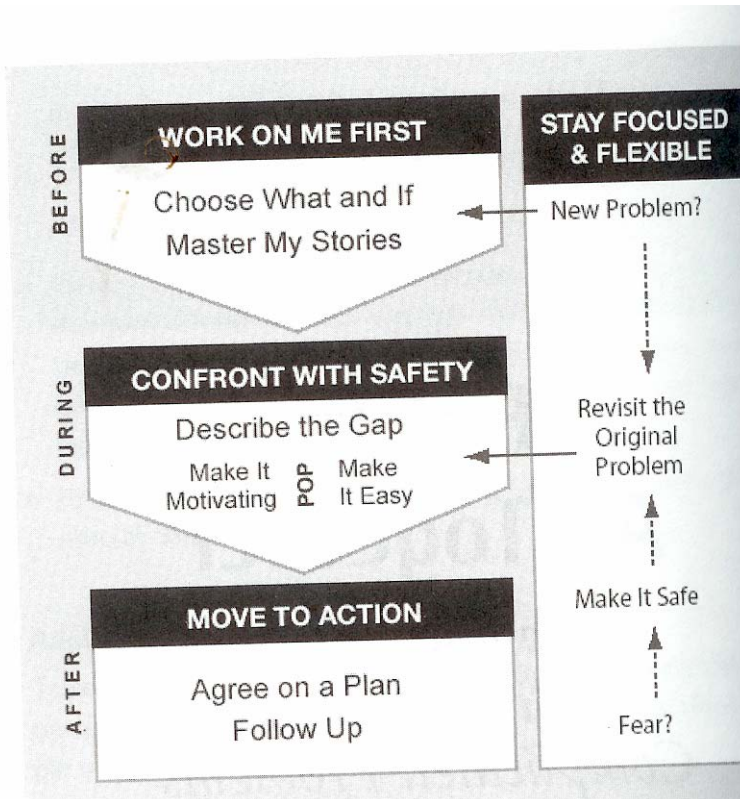 BEFORE
WORK ON ME FIRST
Choose What and If
Master My Stories
DURING
CONFRONT WITH SAFETY
Describe the Gap
Make It
Motivating
POP
Make
It Easy
AFTER
MOVE TO ACTION
Agree on a Plan
Follow Up
STAY FOCUSED
& FLEXIBLE
New Problem?
Revisit the
Original
Problem
Make It Safe
Fear?